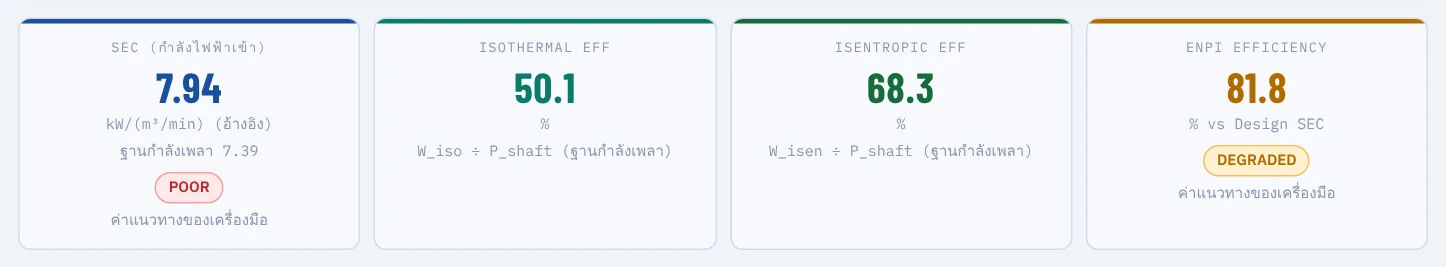 SEC (กำลังไฟฟ้าเข้า)
7.94
kW/(m³/min) (อ้างอิง)
ฐานกำลังเพลา 7.39
POOR
ค่าแนวทางของเครื่องมือ
ISOTHERMAL EFF
50.1
%
W_iso ÷ P_shaft (ฐานกำลังเพลา)
ISENTROPIC EFF
68.3
%
W_isen ÷ P_shaft (ฐานกำลังเพลา)
ENPI EFFICIENCY
81.8
% vs Design SEC
DEGRADED
ค่าแนวทางของเครื่องมือ